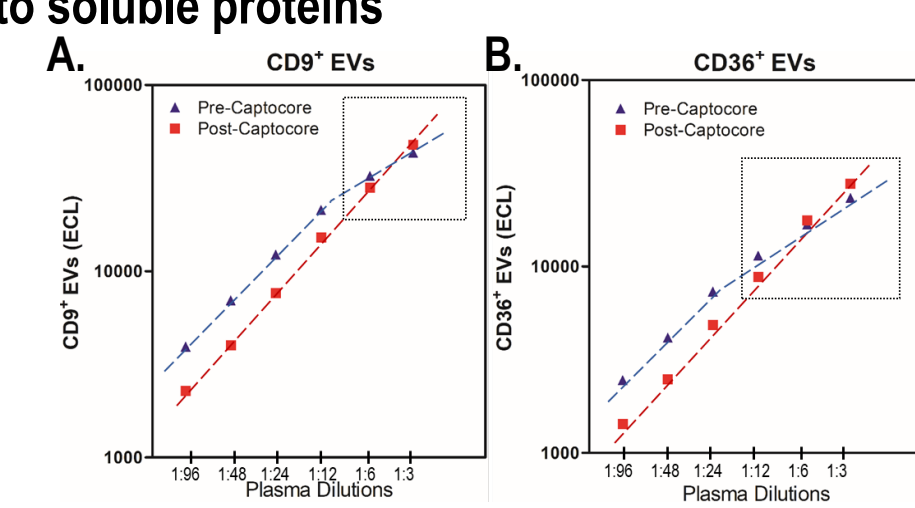 to soluble proteins
A.
CD9⁺ EVs
100000
10000
1000
CD9⁺ EVs (ECL)
Pre-Captocore
Post-Captocore
1:96 1:48 1:24 1:12 1:6 1:3
Plasma Dilutions
B.
CD36⁺ EVs
100000
10000
1000
CD36⁺ EVs (ECL)
Pre-Captocore
Post-Captocore
1:96 1:48 1:24 1:12 1:6 1:3
Plasma Dilutions